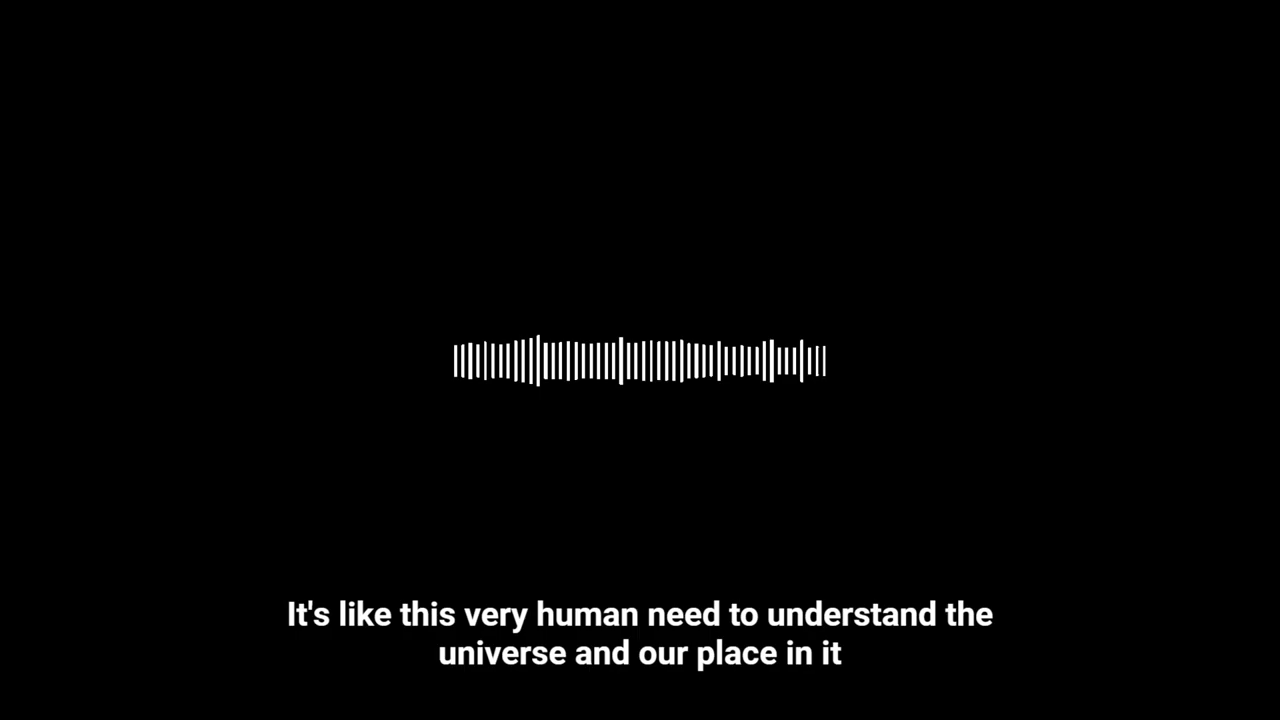 It's like this very human need to understand the
universe and our place in it